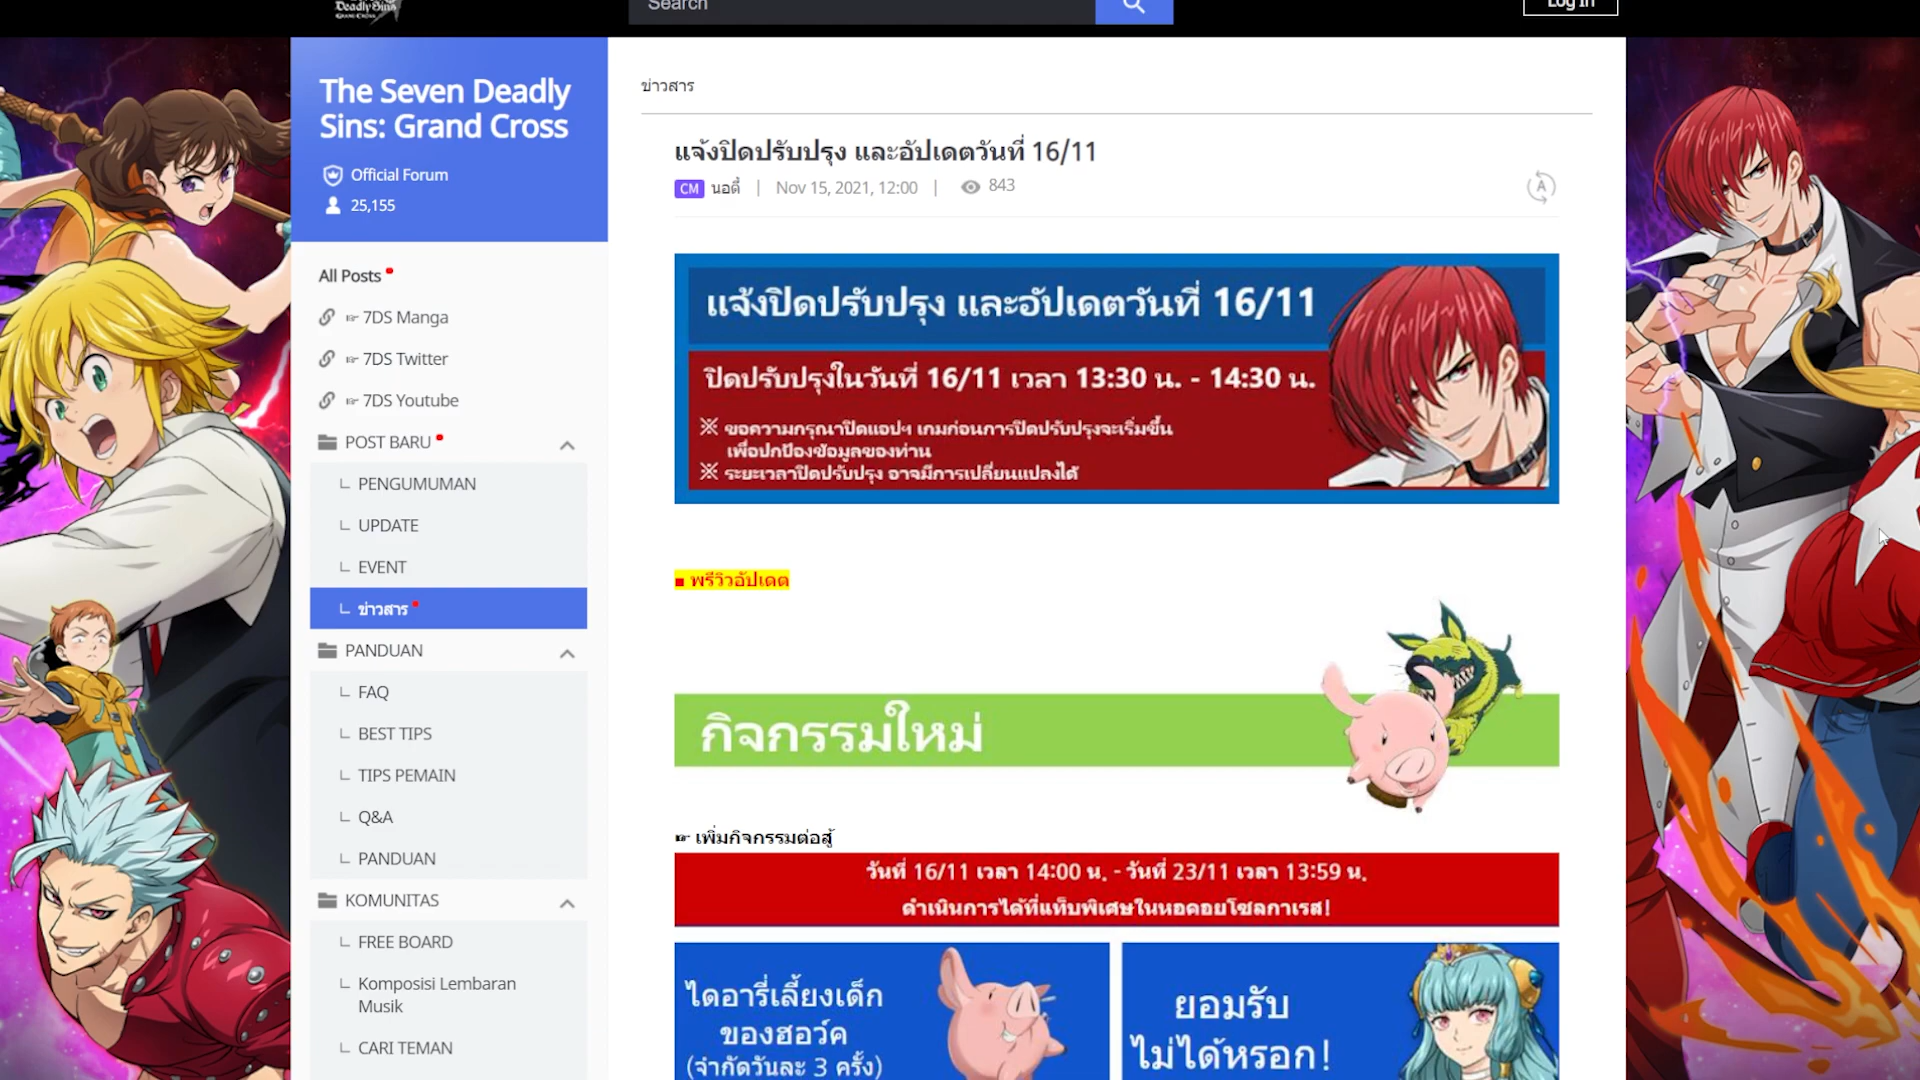 Deadly Sins
GRAND CROSS
Search
Log in
The Seven Deadly
Sins: Grand Cross
Official Forum
25,155
All Posts
☞ 7DS Manga
☞ 7DS Twitter
☞ 7DS Youtube
POST BARU
PENGUMUMAN
UPDATE
EVENT
ข่าวสาร
PANDUAN
FAQ
BEST TIPS
TIPS PEMAIN
Q&A
PANDUAN
KOMUNITAS
FREE BOARD
Komposisi Lembaran
Musik
CARI TEMAN
ข่าวสาร
แจ้งปิดปรับปรุง และอัปเดตวันที่ 16/11
CM นอตี้ | Nov 15, 2021, 12:00 | 843
A
แจ้งปิดปรับปรุง และอัปเดตวันที่ 16/11
ปิดปรับปรุงในวันที่ 16/11 เวลา 13:30 น. - 14:30 น.
※ ขอความกรุณาปิดแอปฯ เกมก่อนการปิดปรับปรุงจะเริ่มขึ้น
เพื่อปกป้องข้อมูลของท่าน
※ ระยะเวลาปิดปรับปรุง อาจมีการเปลี่ยนแปลงได้
■ พรีวิวอัปเดต
กิจกรรมใหม่
☞ เพิ่มกิจกรรมต่อสู้
วันที่ 16/11 เวลา 14:00 น. - วันที่ 23/11 เวลา 13:59 น.
ดำเนินการได้ที่แท็บพิเศษในหอคอยโซลกาเรส!
ไดอารี่เลี้ยงเด็ก
ของฮอว์ค
(จำกัดวันละ 3 ครั้ง)
ยอมรับ
ไม่ได้หรอก!